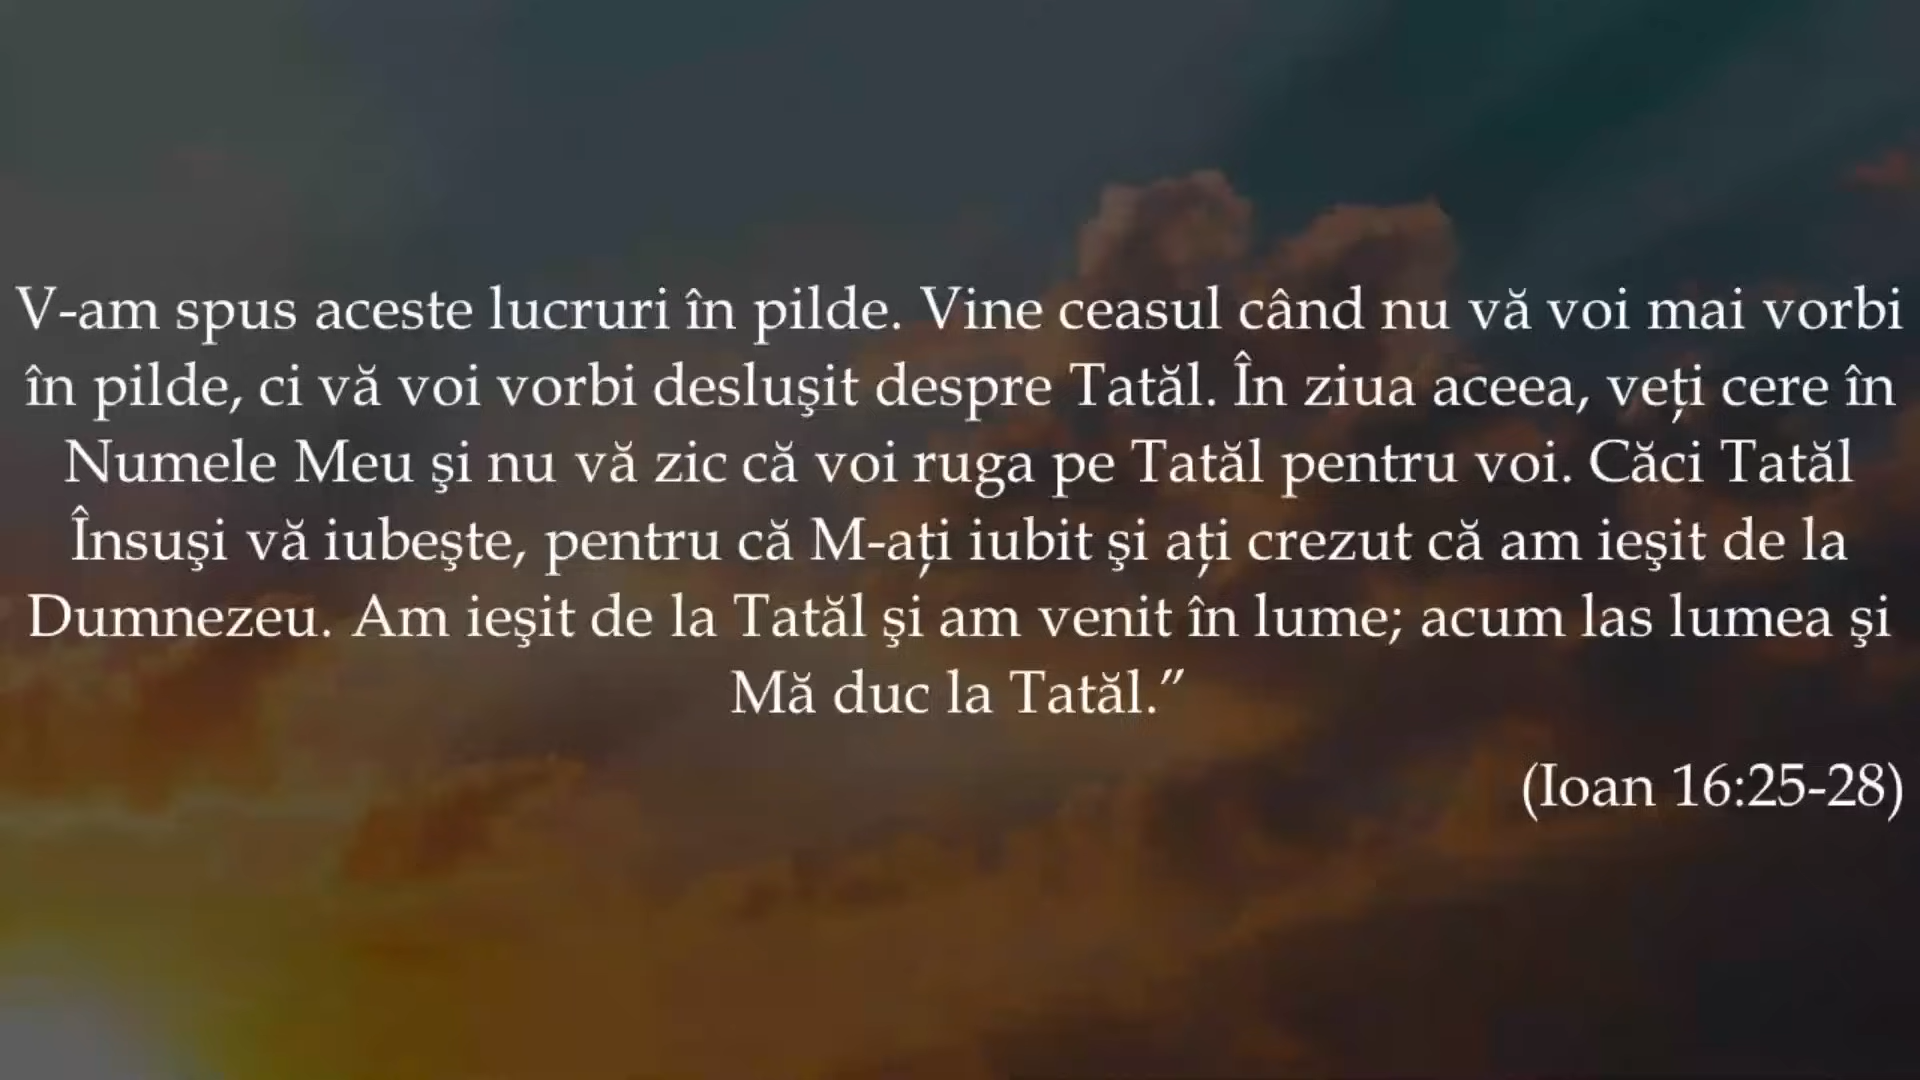 V-am spus aceste lucruri în pilde. Vine ceasul când nu vă voi mai vorbi
în pilde, ci vă voi vorbi desluşit despre Tatăl. În ziua aceea, veţi cere în
Numele Meu şi nu vă zic că voi ruga pe Tatăl pentru voi. Căci Tatăl
Însuşi vă iubeşte, pentru că M-aţi iubit şi aţi crezut că am ieşit de la
Dumnezeu. Am ieşit de la Tatăl şi am venit în lume; acum las lumea şi
Mă duc la Tatăl.”
(Ioan 16:25-28)